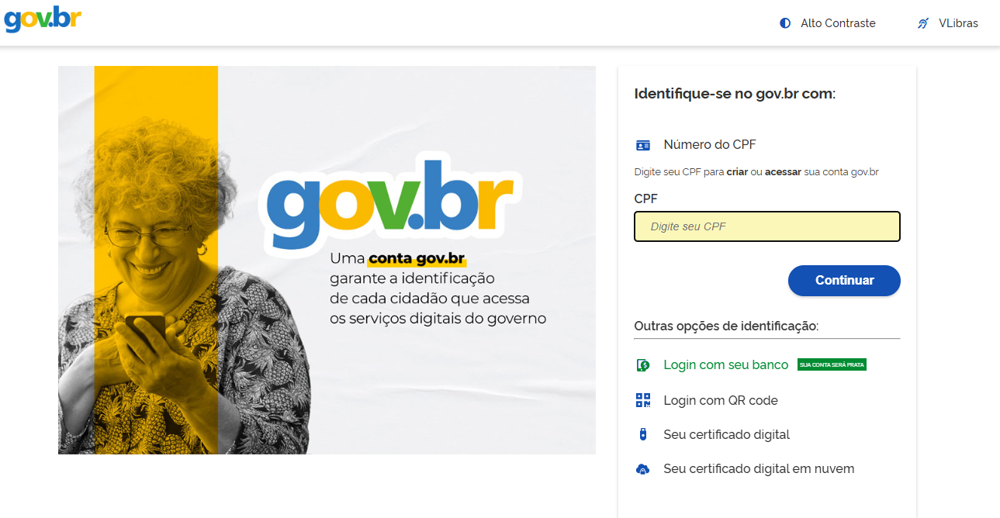 gov.br
Alto Contraste
VLibras
gov.br
Uma conta gov.br
garante a identificação
de cada cidadão que acessa
os serviços digitais do governo
Identifique-se no gov.br com:
Número do CPF
Digite seu CPF para criar ou acessar sua conta gov.br
CPF
Digite seu CPF
Continuar
Outras opções de identificação:
Login com seu banco SUA CONTA SERÁ PRATA
Login com QR code
Seu certificado digital
Seu certificado digital em nuvem